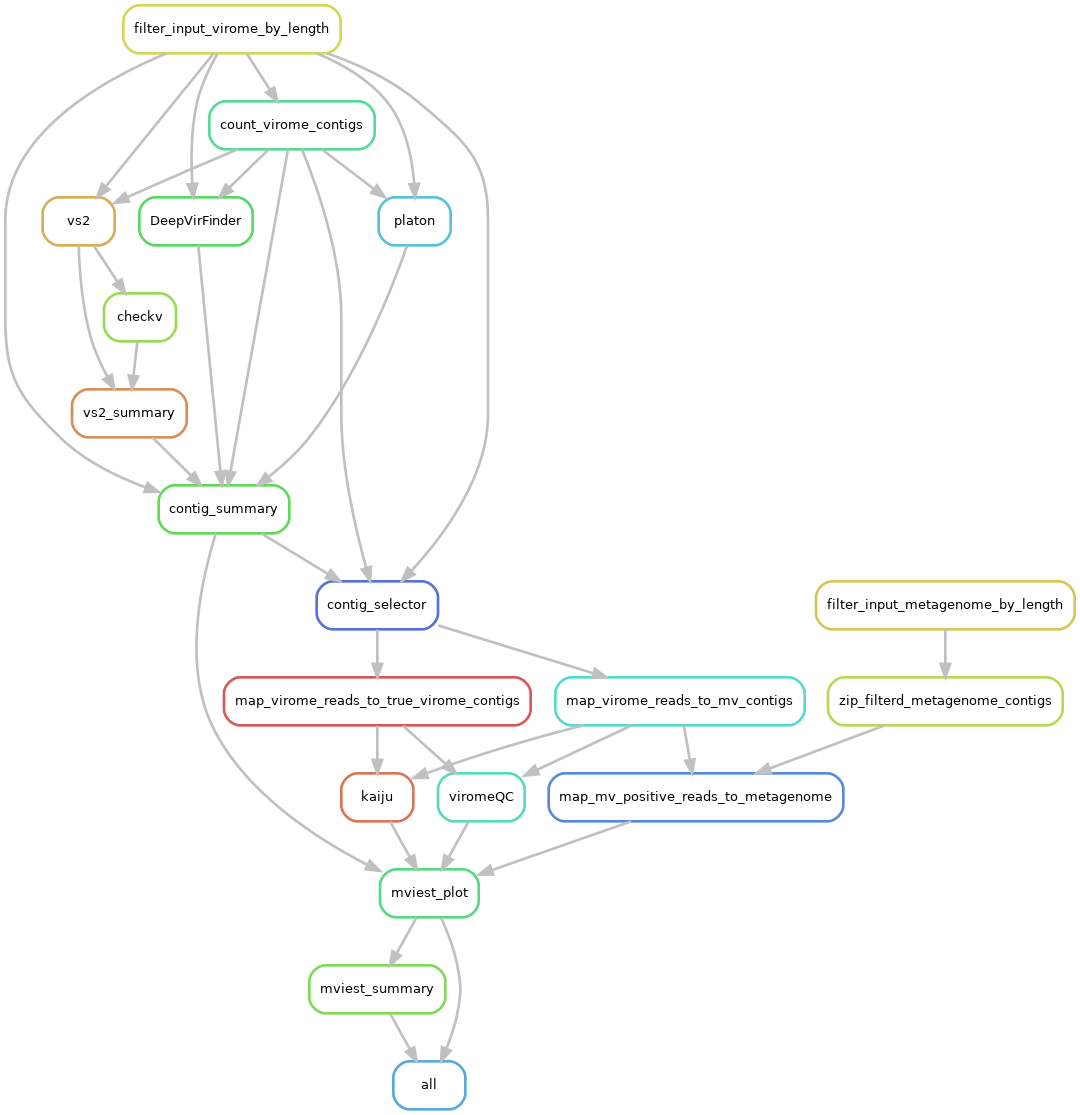 filter_input_virome_by_length
count_virome_contigs
vs2
DeepVirFinder
platon
checkv
vs2_summary
contig_summary
contig_selector
filter_input_metagenome_by_length
map_virome_reads_to_true_virome_contigs
map_virome_reads_to_mv_contigs
zip_filterd_metagenome_contigs
kaiju
viromeQC
map_mv_positive_reads_to_metagenome
mviest_plot
mviest_summary
all